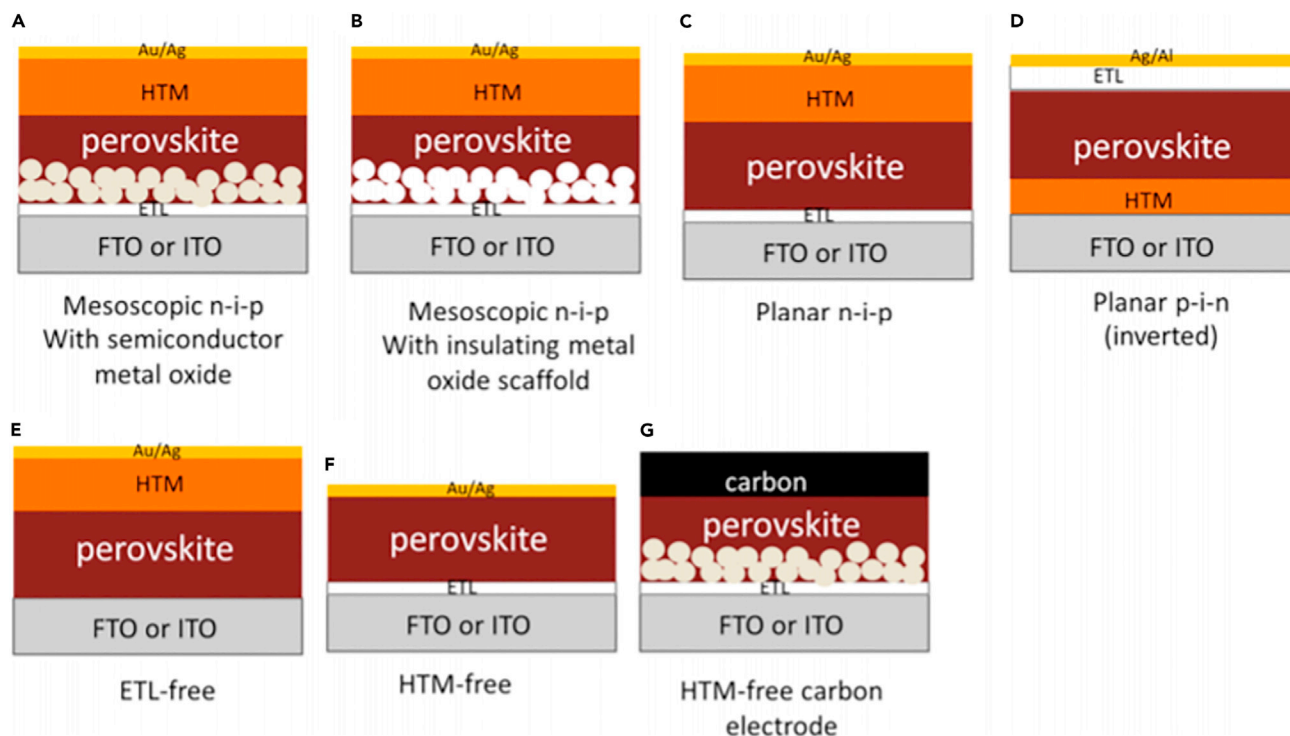 A
Au/Ag
HTM
perovskite
ETL
FTO or ITO
Mesoscopic n-i-p
With semiconductor
metal oxide
B
Au/Ag
HTM
perovskite
ETL
FTO or ITO
Mesoscopic n-i-p
With insulating metal
oxide scaffold
C
Au/Ag
HTM
perovskite
ETL
FTO or ITO
Planar n-i-p
D
Ag/Al
ETL
perovskite
HTM
FTO or ITO
Planar p-i-n
(inverted)
E
Au/Ag
HTM
perovskite
FTO or ITO
ETL-free
F
Au/Ag
perovskite
ETL
FTO or ITO
HTM-free
G
carbon
perovskite
ETL
FTO or ITO
HTM-free carbon
electrode